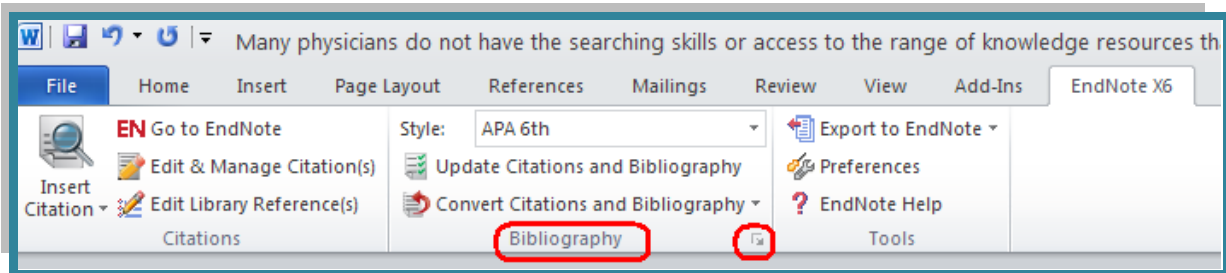 Many physicians do not have the searching skills or access to the range of knowledge resources th
File Home Insert Page Layout References Mailings Review View Add-Ins EndNote X6
EN Go to EndNote Style: APA 6th Export to EndNote
Edit & Manage Citation(s) Update Citations and Bibliography Preferences
Insert
Citation Edit Library Reference(s) Convert Citations and Bibliography ? EndNote Help
Citations Bibliography Tools